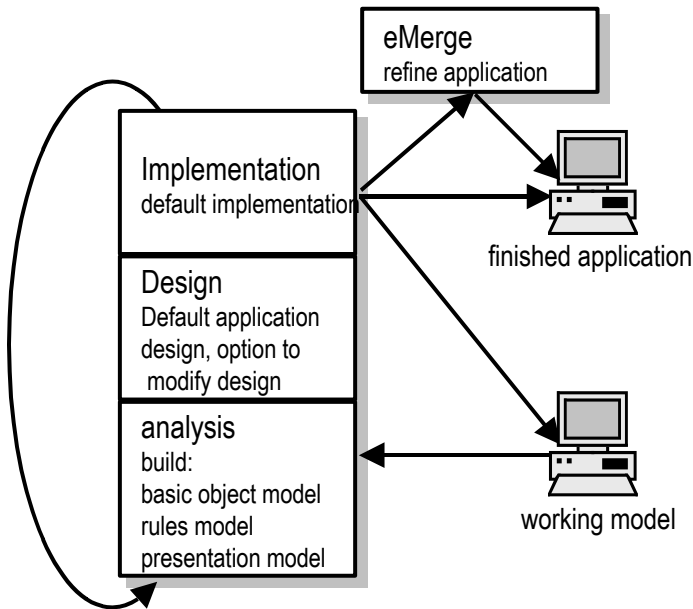 eMerge
refine application
Implementation
default implementation
finished application
Design
Default application
design, option to
modify design
analysis
build:
basic object model
rules model
presentation model
working model